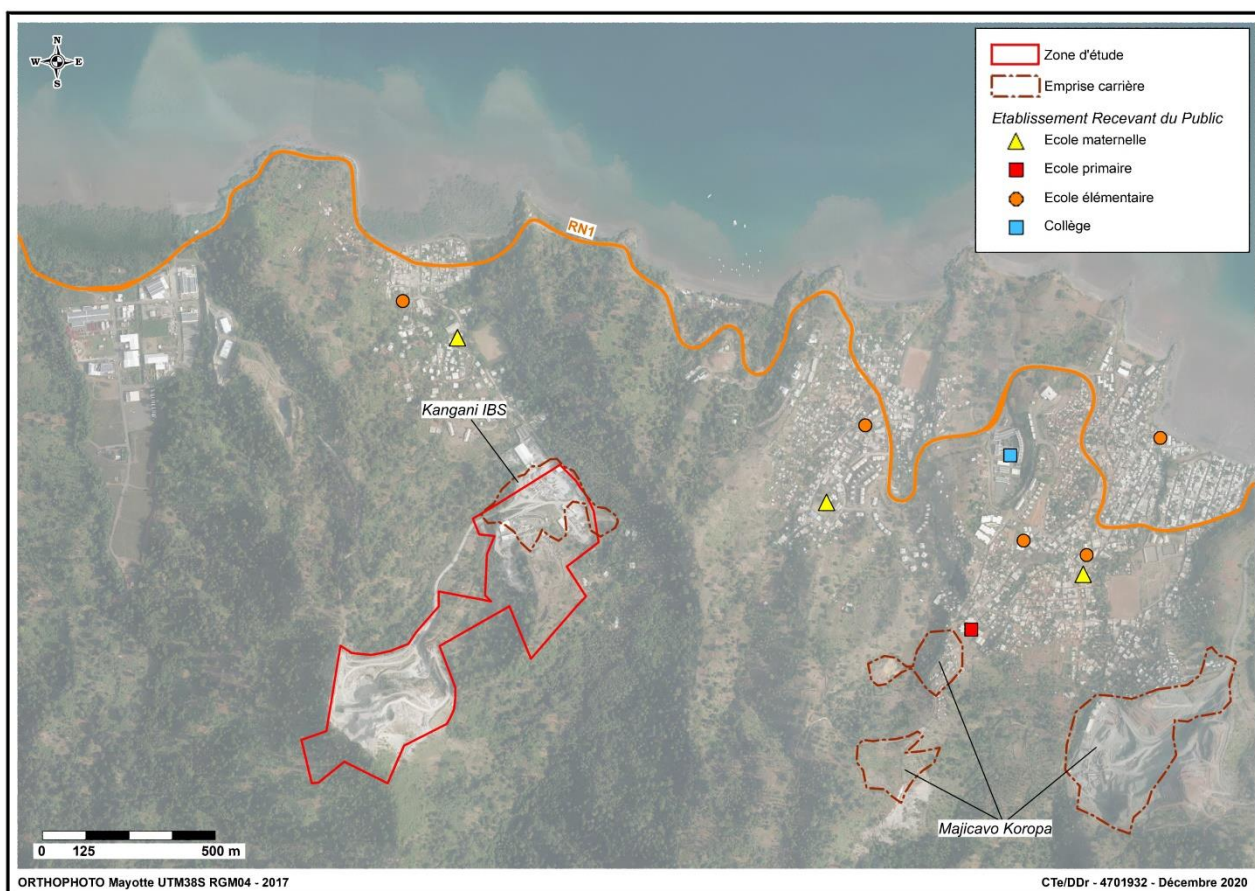 N
W E
S
Zone d'étude
Emprise carrière
Etablissement Recevant du Public
Ecole maternelle
Ecole primaire
Ecole élémentaire
Collège
RN1
Kangani IBS
Majicavo Koropa
0 125 500 m
ORTHOPHOTO Mayotte UTM38S RGM04 - 2017
CTe/DDr - 4701932 - Décembre 2020